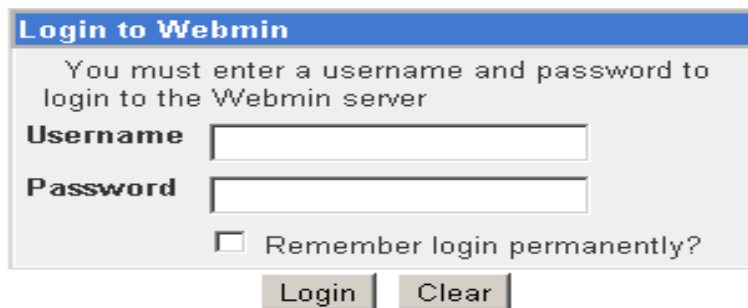 Login to Webmin
You must enter a username and password to
login to the Webmin server
Username
Password
Remember login permanently?
Login Clear